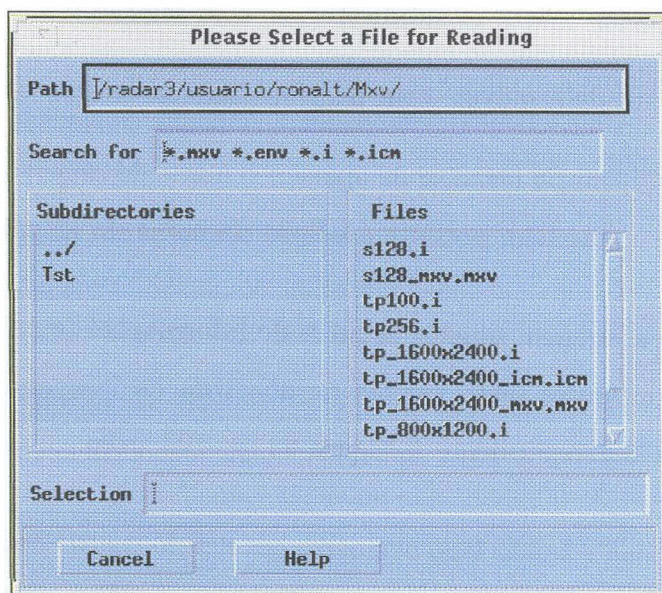 Please Select a File for Reading
Path /radar3/usuario/ronalt/Mxv/
Search for *.mxv *.env *.i *.icm
Subdirectories
../
Tst
Files
s128.i
s128_mxv.mxv
tp100.i
tp256.i
tp_1600x2400.i
tp_1600x2400_icm.icm
tp_1600x2400_mxv.mxv
tp_800x1200.i
Selection
Cancel Help